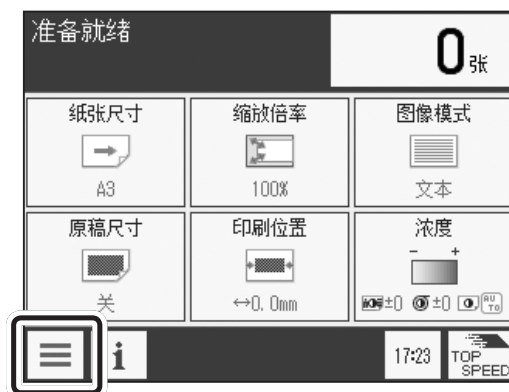 准备就绪
0张
纸张尺寸
缩放倍率
图像模式
A3
100%
文本
原稿尺寸
印刷位置
浓度
- +
关
↔0.0mm
±0 ±0 AUTO
i
17:23
TOP SPEED